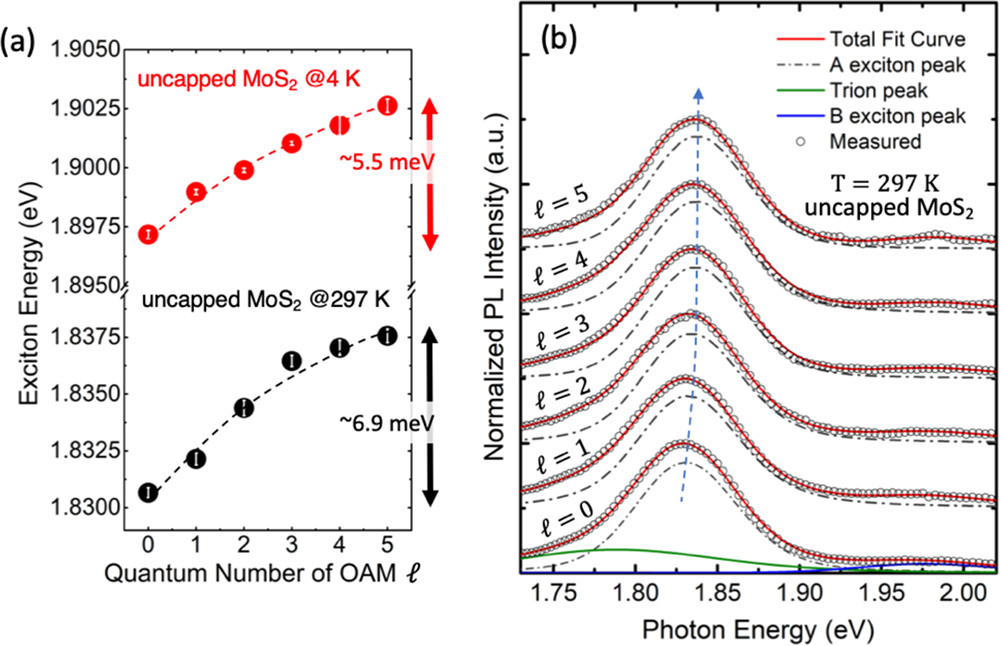 (a)
1.9050
1.9025
1.9000
1.8975
1.8950
1.8375
1.8350
1.8325
1.8300
Exciton Energy (eV)
uncapped MoS₂ @4 K
~5.5 meV
uncapped MoS₂ @297 K
~6.9 meV
0 1 2 3 4 5
Quantum Number of OAM ℓ
(b)
Normalized PL Intensity (a.u.)
Total Fit Curve
A exciton peak
Trion peak
B exciton peak
Measured
T = 297 K
uncapped MoS₂
ℓ = 5
ℓ = 4
ℓ = 3
ℓ = 2
ℓ = 1
ℓ = 0
1.75 1.80 1.85 1.90 1.95 2.00
Photon Energy (eV)